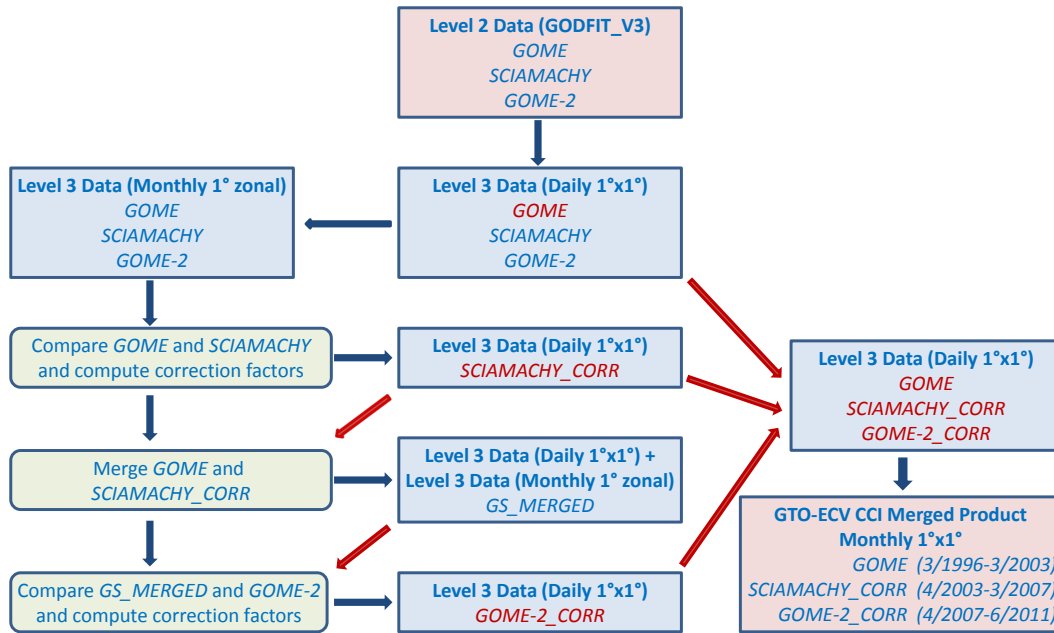 Level 2 Data (GODFIT_V3)
GOME
SCIAMACHY
GOME-2
Level 3 Data (Monthly 1° zonal)
GOME
SCIAMACHY
GOME-2
Level 3 Data (Daily 1°x1°)
GOME
SCIAMACHY
GOME-2
Compare GOME and SCIAMACHY
and compute correction factors
Level 3 Data (Daily 1°x1°)
SCIAMACHY_CORR
Level 3 Data (Daily 1°x1°)
GOME
SCIAMACHY_CORR
GOME-2_CORR
Merge GOME and
SCIAMACHY_CORR
Level 3 Data (Daily 1°x1°) +
Level 3 Data (Monthly 1° zonal)
GS_MERGED
GTO-ECV CCI Merged Product
Monthly 1°x1°
GOME (3/1996-3/2003)
SCIAMACHY_CORR (4/2003-3/2007)
GOME-2_CORR (4/2007-6/2011)
Compare GS_MERGED and GOME-2
and compute correction factors
Level 3 Data (Daily 1°x1°)
GOME-2_CORR